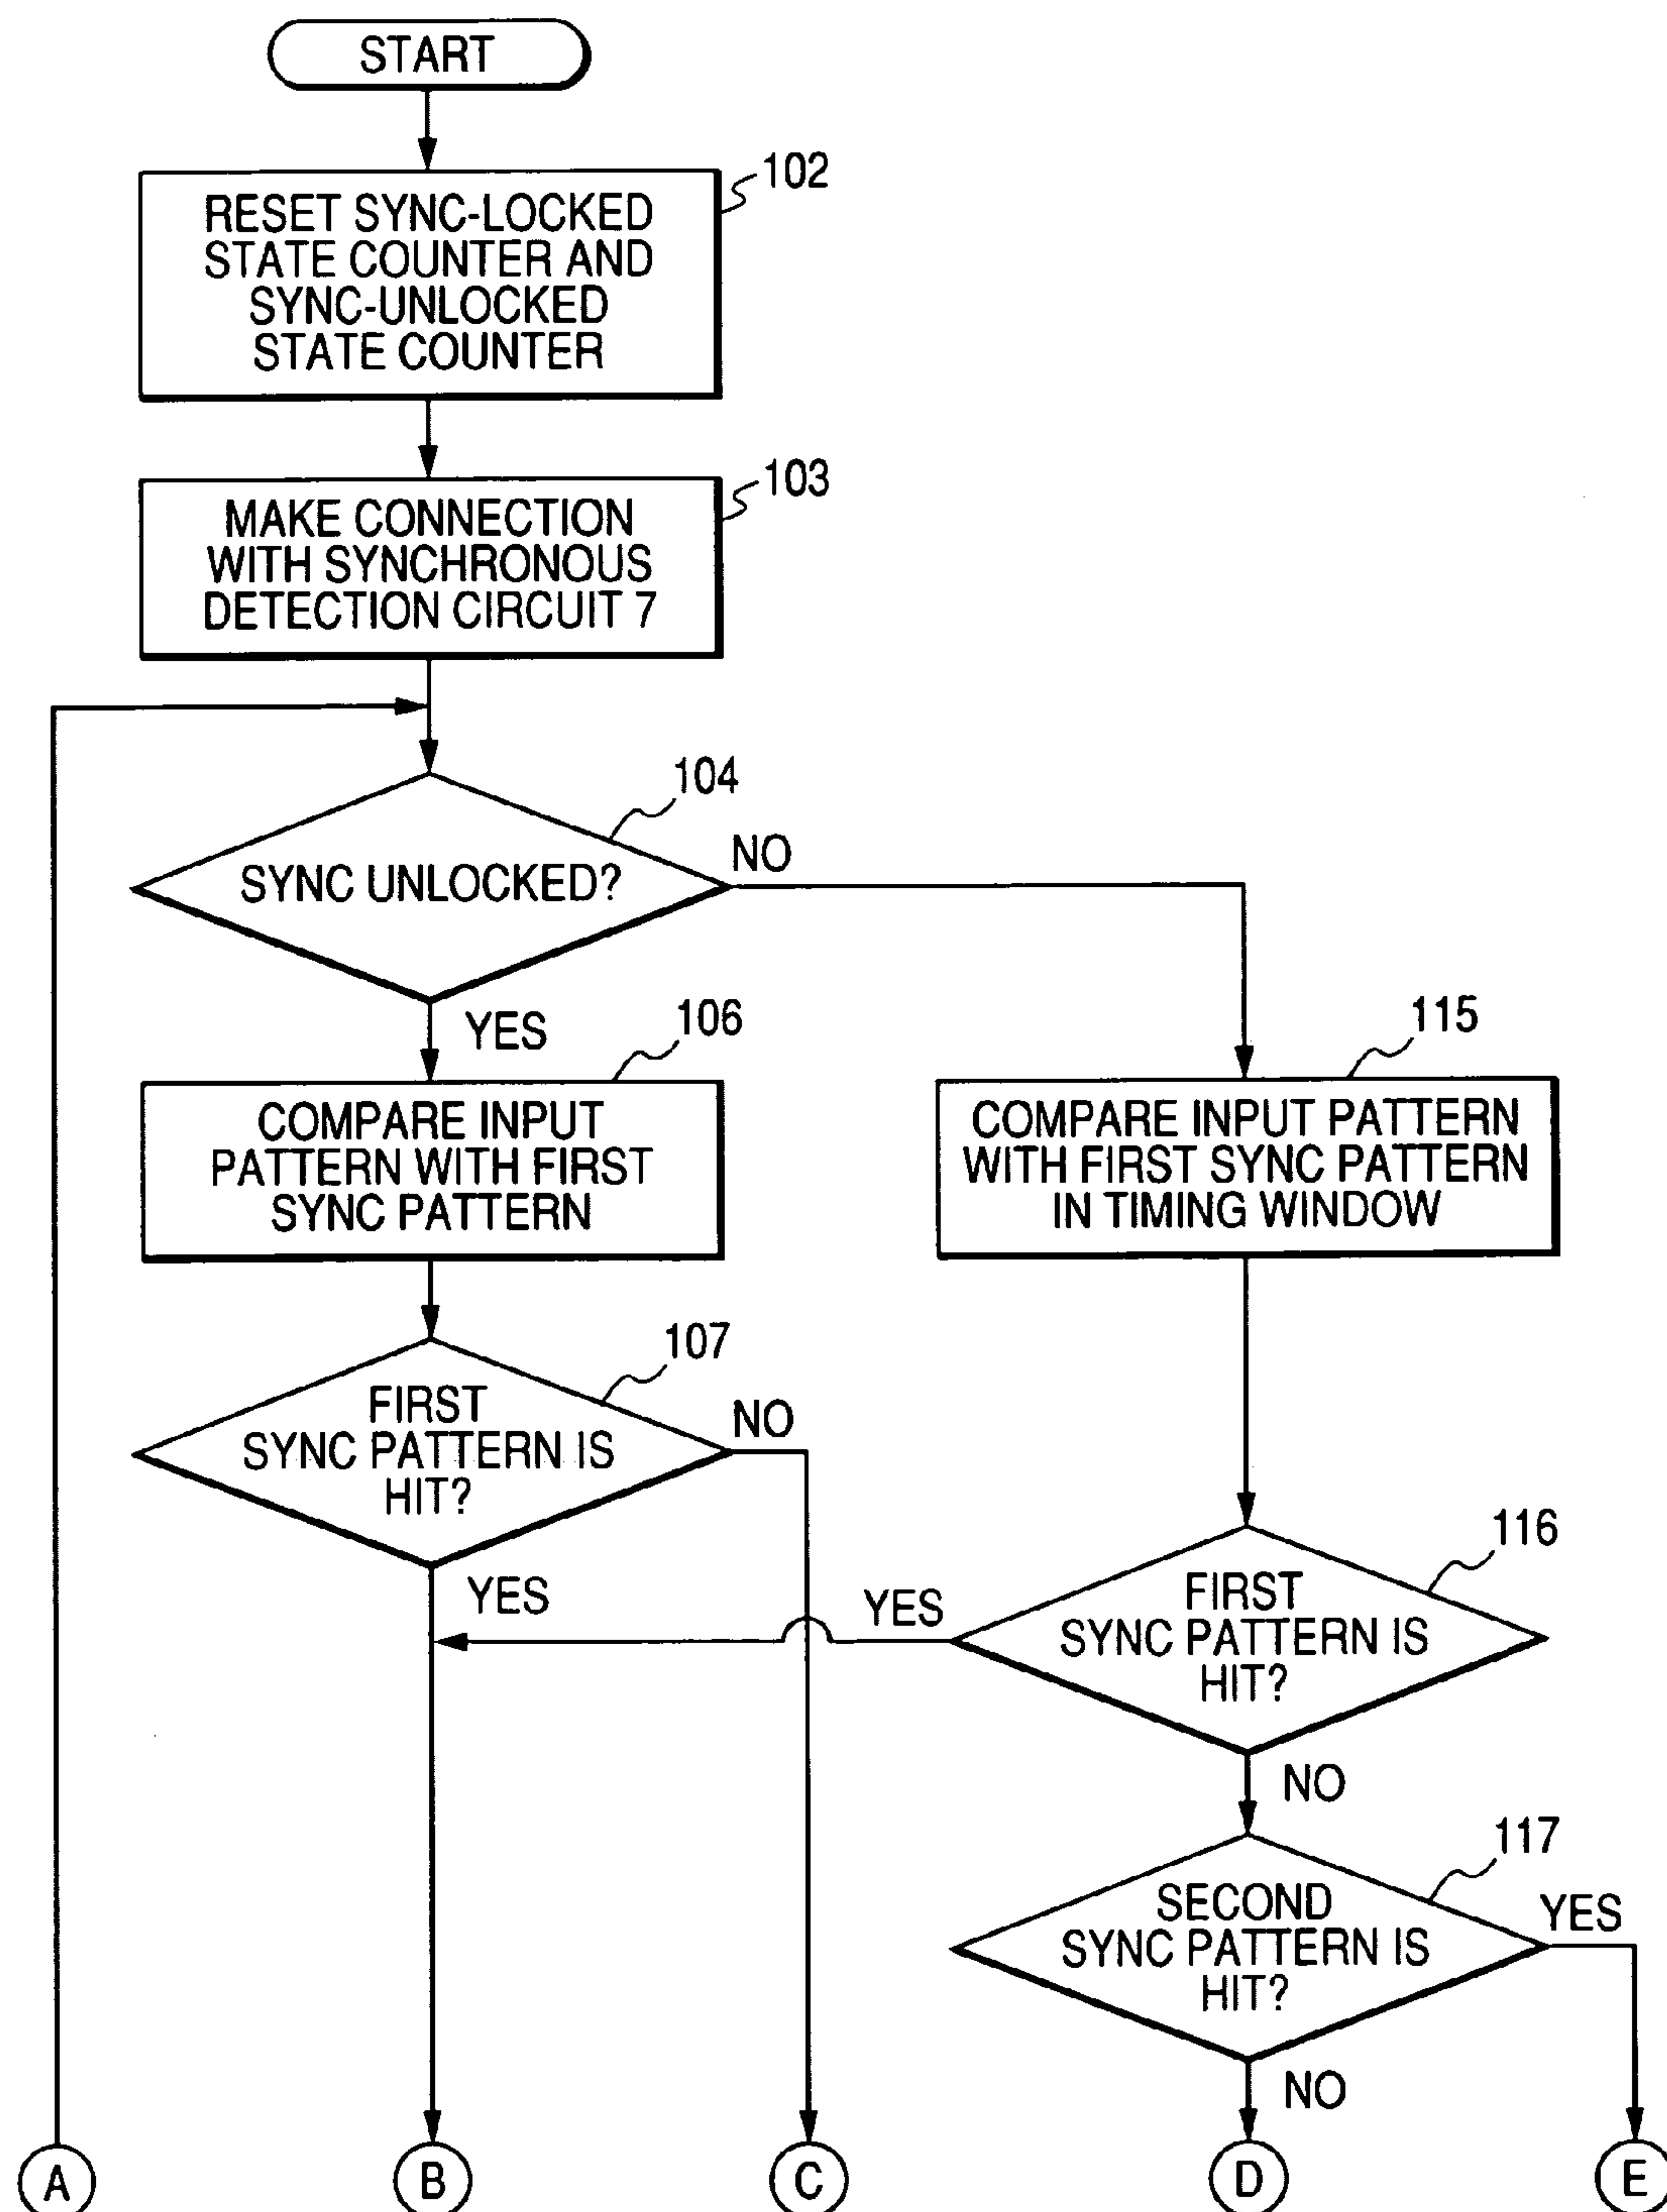 START
102
RESET SYNC-LOCKED
STATE COUNTER AND
SYNC-UNLOCKED
STATE COUNTER
103
MAKE CONNECTION
WITH SYNCHRONOUS
DETECTION CIRCUIT 7
104
SYNC UNLOCKED?
NO
YES
106
COMPARE INPUT
PATTERN WITH FIRST
SYNC PATTERN
115
COMPARE INPUT PATTERN
WITH FIRST SYNC PATTERN
IN TIMING WINDOW
107
FIRST
SYNC PATTERN IS
HIT?
NO
YES
116
FIRST
SYNC PATTERN IS
HIT?
YES
NO
117
SECOND
SYNC PATTERN IS
HIT?
YES
NO
A
B
C
D
E